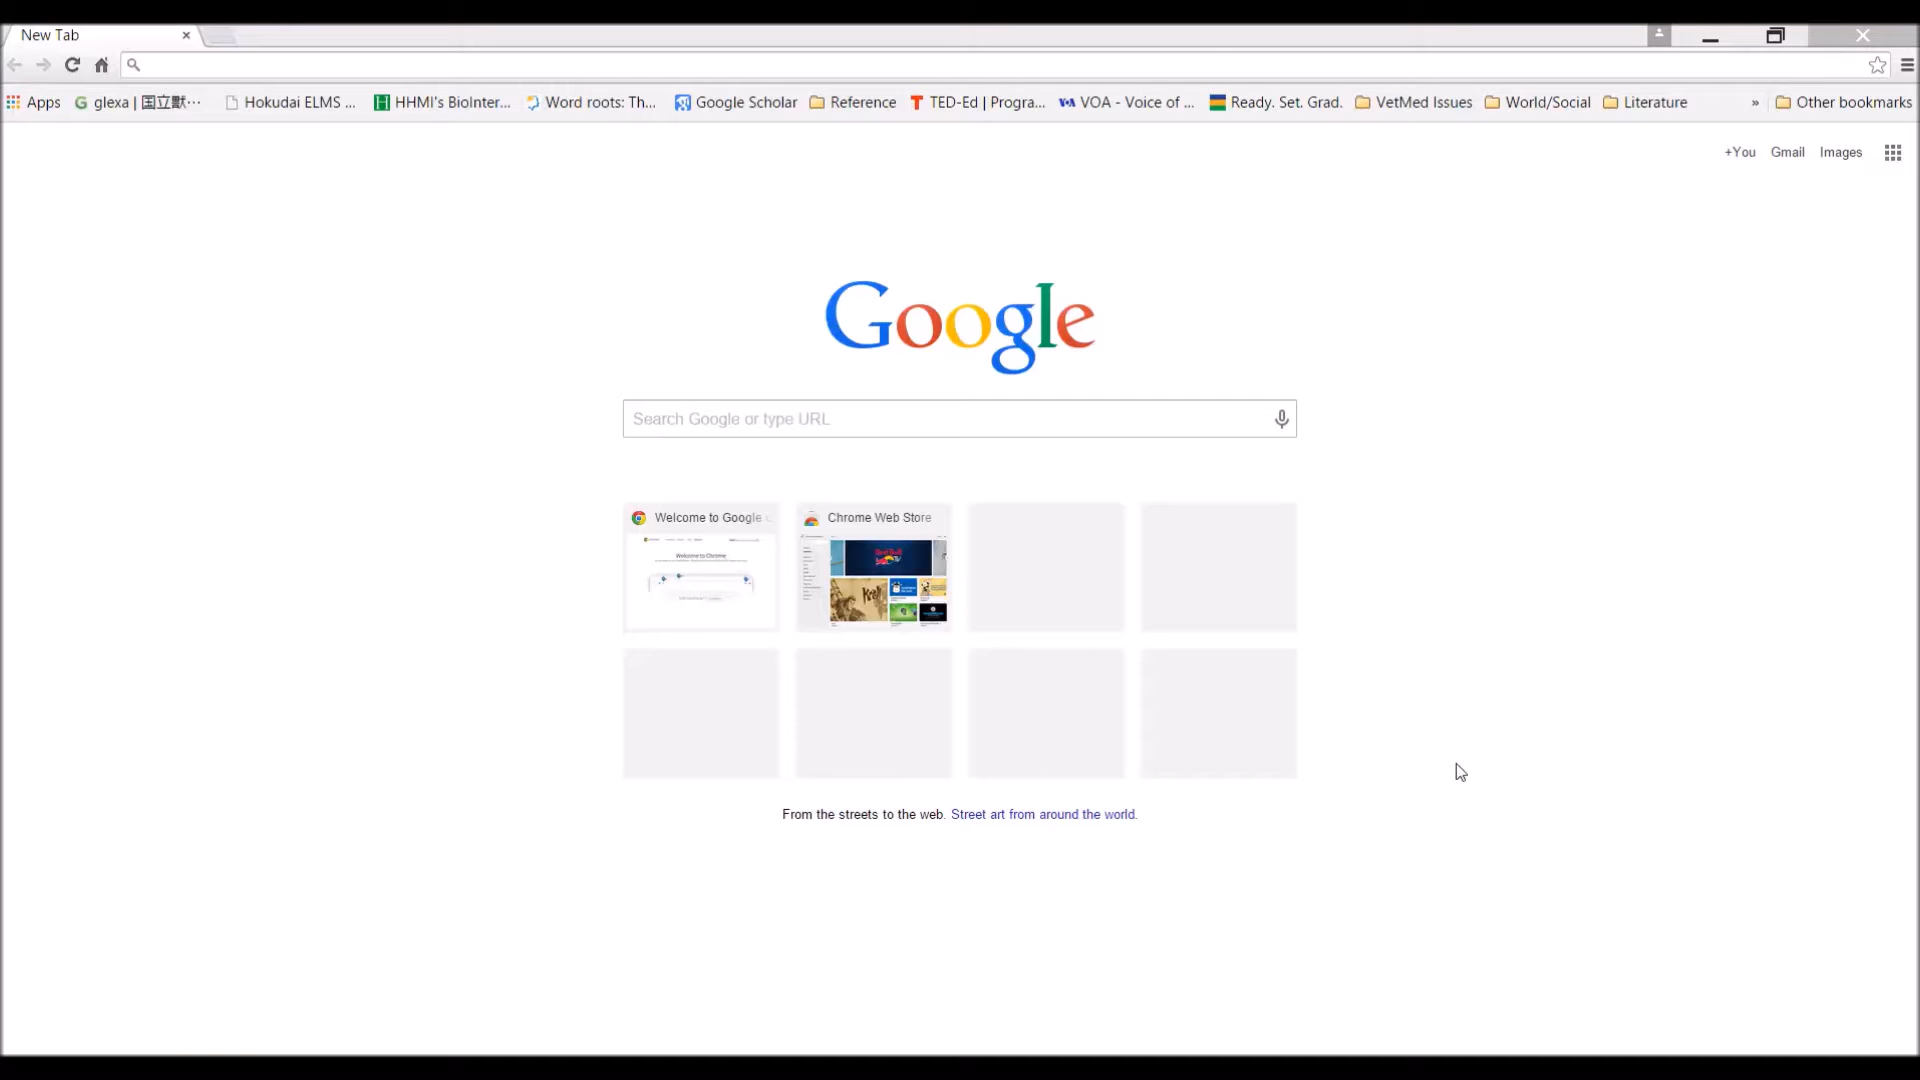 New Tab
Apps glexa | 国立獣… Hokudai ELMS ... HHMI's BioInter... Word roots: Th... Google Scholar Reference TED-Ed | Progra... VOA - Voice of ... Ready. Set. Grad. VetMed Issues World/Social Literature » Other bookmarks
+You Gmail Images
Google
Search Google or type URL
Welcome to Google Chrome Web Store
Welcome to Chrome
From the streets to the web. Street art from around the world.